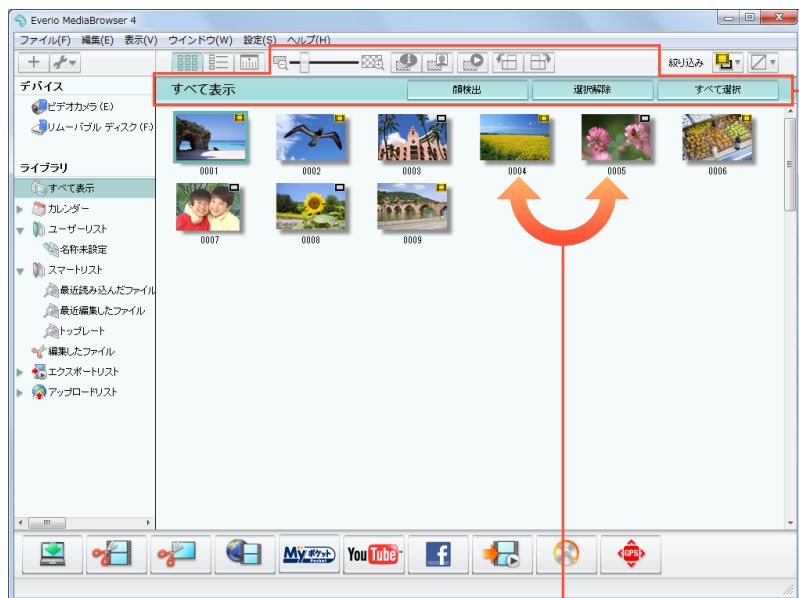 Everio MediaBrowser 4
ファイル(F) 編集(E) 表示(V) ウインドウ(W) 設定(S) ヘルプ(H)
絞り込み
デバイス
ビデオカメラ (E:)
リムーバブル ディスク (F:)
ライブラリ
すべて表示
カレンダー
ユーザーリスト
名称未設定
スマートリスト
最近読み込んだファイル
最近編集したファイル
トップレート
編集したファイル
エクスポートリスト
アップロードリスト
すべて表示 顔検出 選択解除 すべて選択
0001 0002 0003 0004 0005 0006
0007 0008 0009
Myポケット YouTube f GPS
Pocket